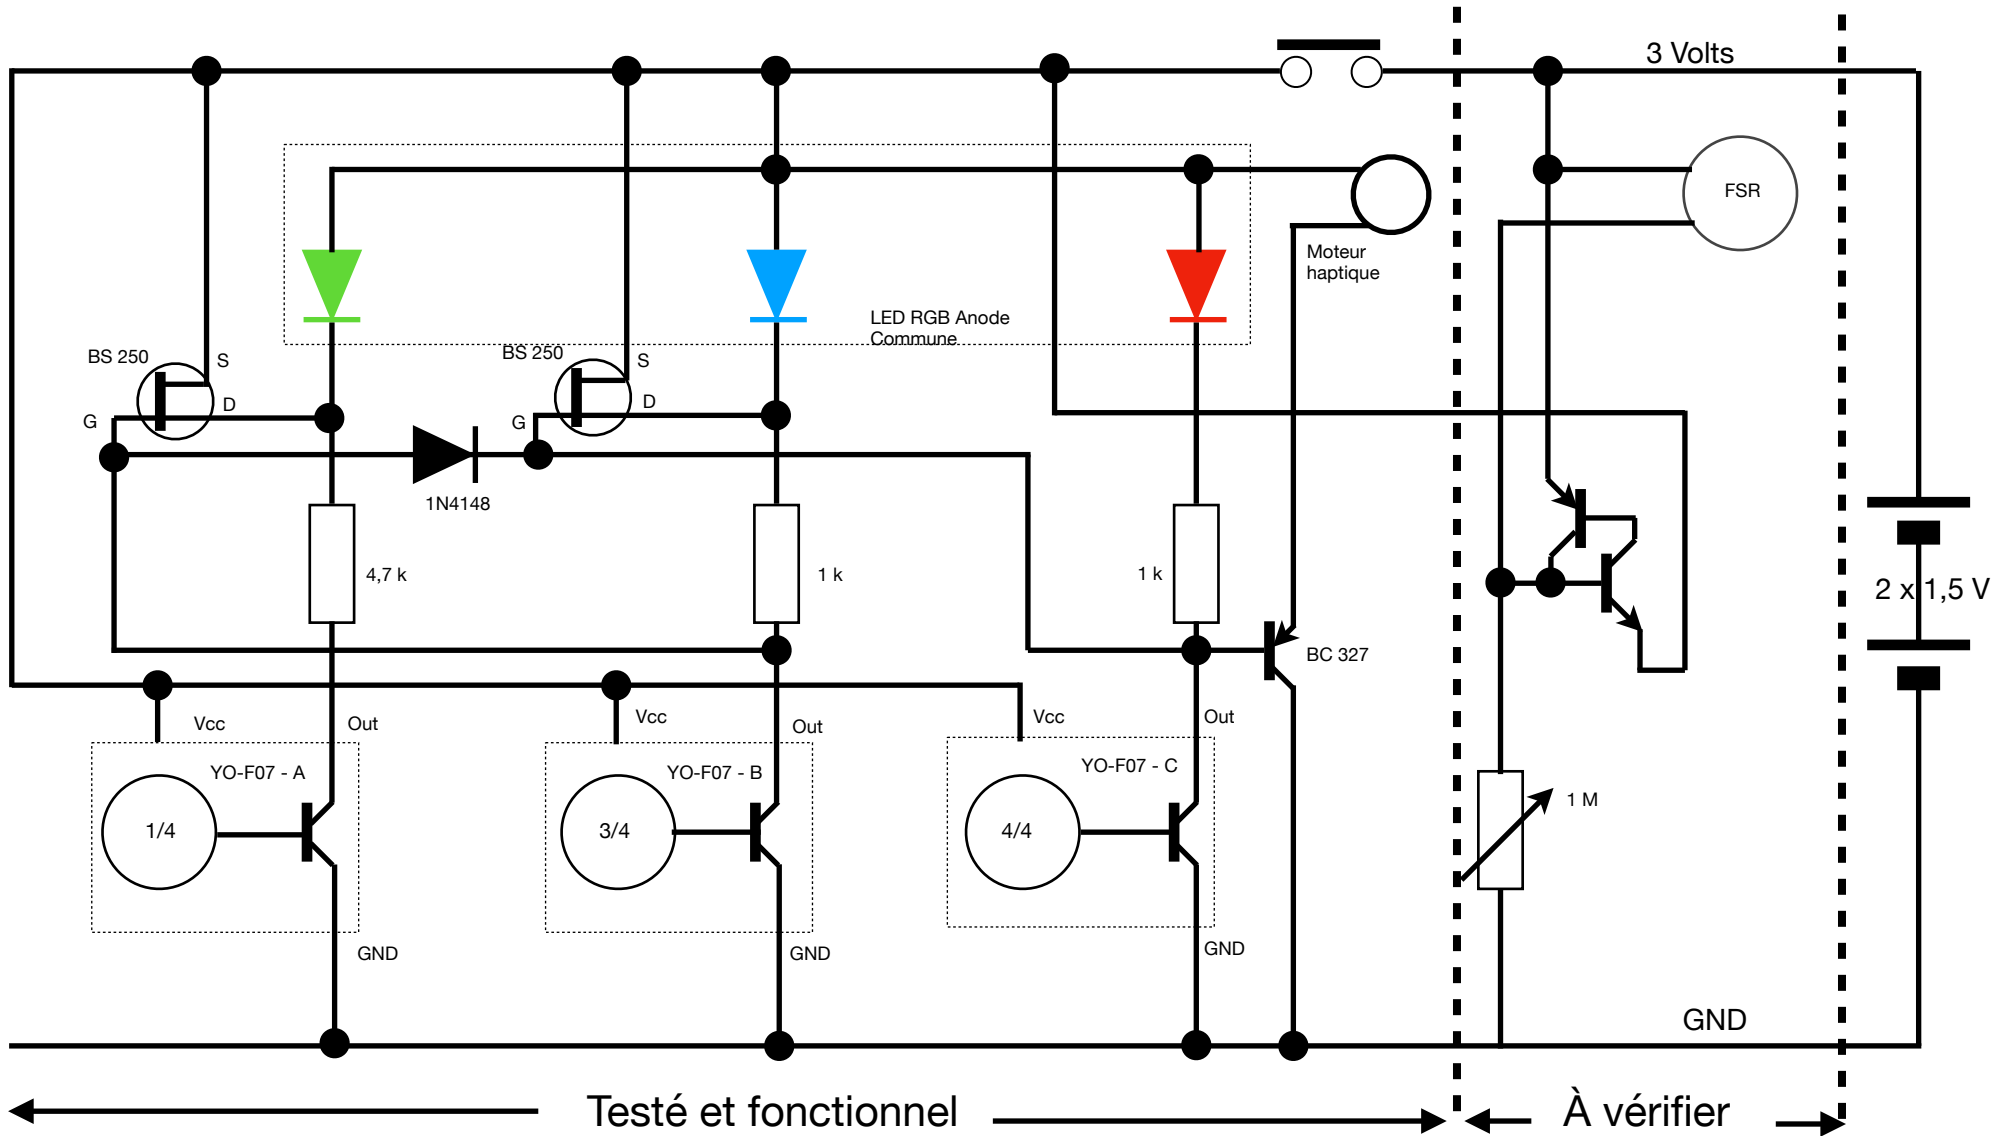 3 Volts
FSR
Moteur
haptique
LED RGB Anode
Commune
BS 250
S
D
G
BS 250
S
D
G
1N4148
4,7 k
1 k
1 k
2 x 1,5 V
BC 327
Vcc
Out
Vcc
Out
Vcc
Out
YO-F07 - A
YO-F07 - B
YO-F07 - C
1/4
3/4
4/4
1 M
GND
GND
GND
GND
Testé et fonctionnel
À vérifier